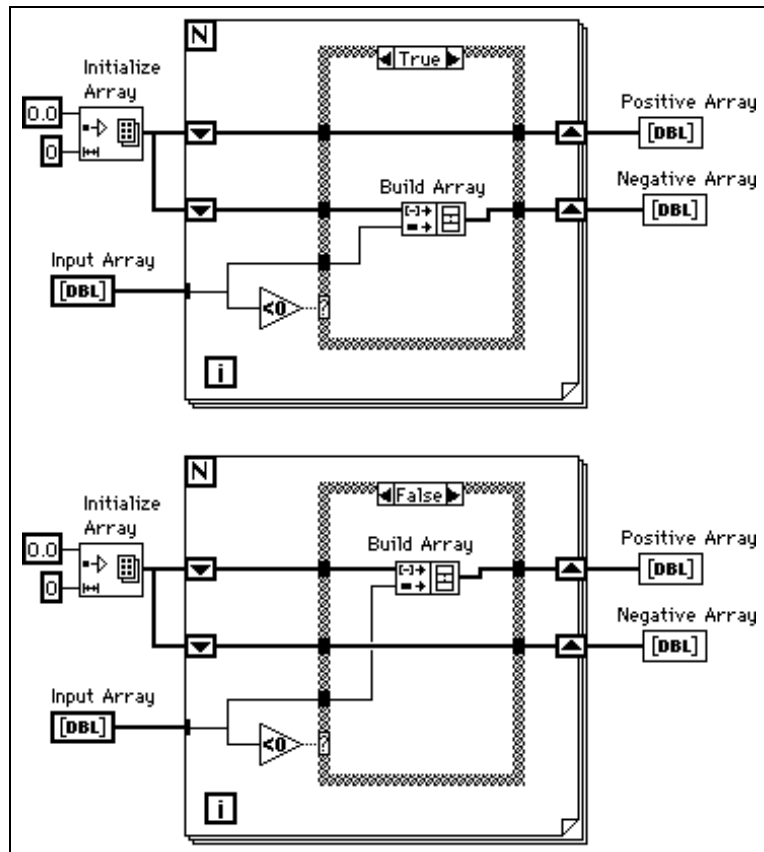 N
True
Initialize
Array
0.0
0
Positive Array
[DBL]
Build Array
Negative Array
[DBL]
Input Array
[DBL]
<0
?
i
N
False
Initialize
Array
0.0
0
Build Array
Positive Array
[DBL]
Negative Array
[DBL]
Input Array
[DBL]
<0
?
i